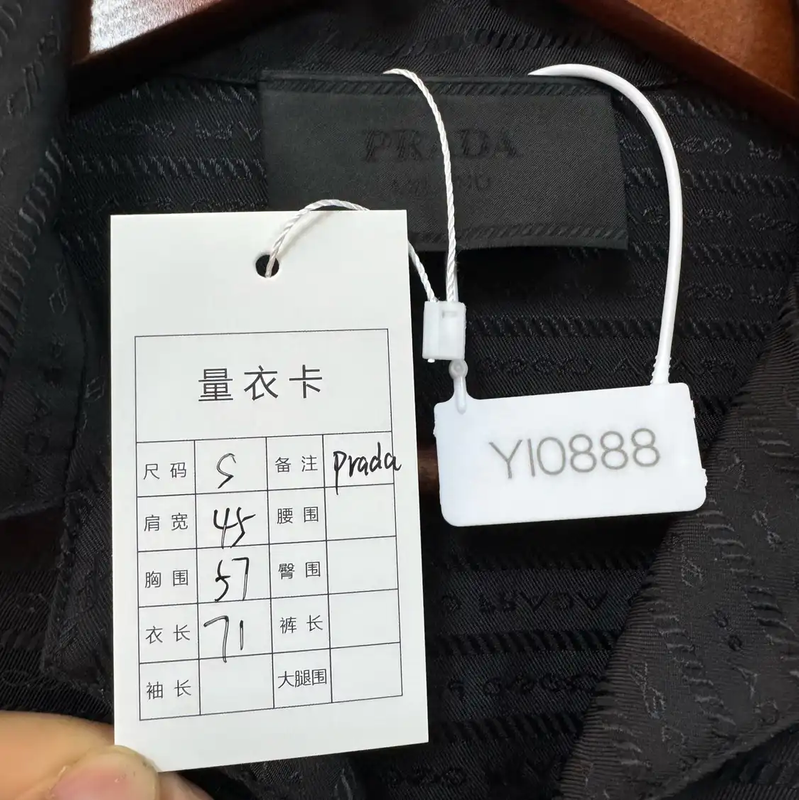 PRADA
MILANO
YI0888
量衣卡
尺码 S 备注 Prada
肩宽 45 腰围
胸围 57 臀围
衣长 71 裤长
袖长 大腿围